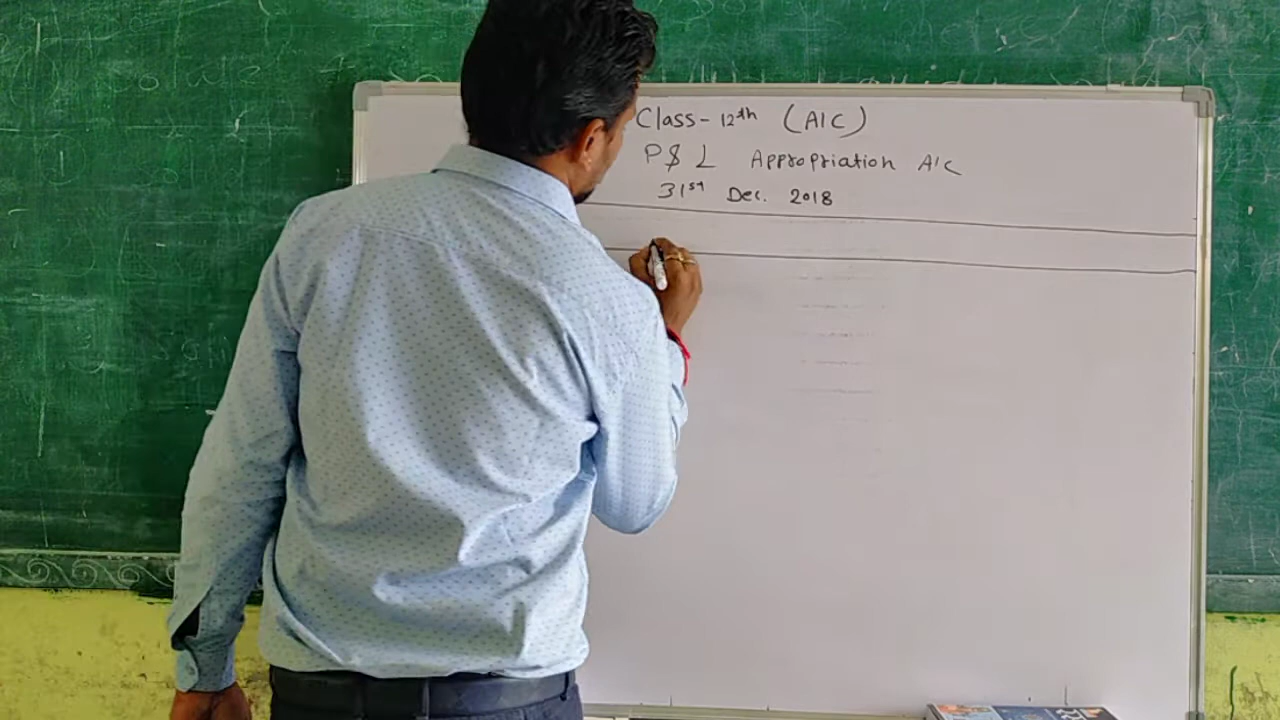 Class-12th (A/C)
P & L Appropriation A/C
31st Dec. 2018